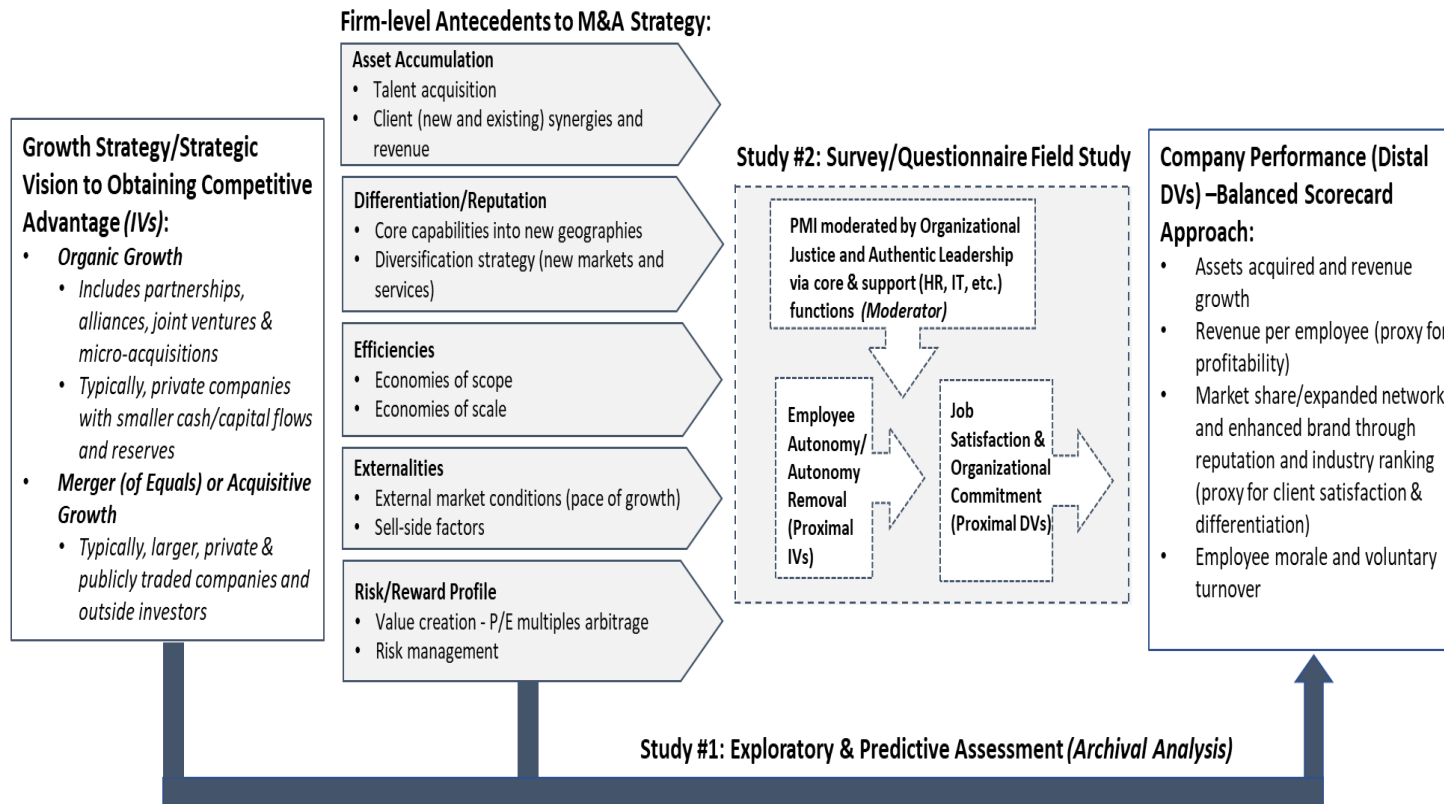 Firm-level Antecedents to M&A Strategy:
Growth Strategy/Strategic
Vision to Obtaining Competitive
Advantage (IVs):
• Organic Growth
• Includes partnerships,
alliances, joint ventures &
micro-acquisitions
• Typically, private companies
with smaller cash/capital flows
and reserves
• Merger (of Equals) or Acquisitive
Growth
• Typically, larger, private &
publicly traded companies and
outside investors
Asset Accumulation
• Talent acquisition
• Client (new and existing) synergies and
revenue
Differentiation/Reputation
• Core capabilities into new geographies
• Diversification strategy (new markets and
services)
Efficiencies
• Economies of scope
• Economies of scale
Externalities
• External market conditions (pace of growth)
• Sell-side factors
Risk/Reward Profile
• Value creation - P/E multiples arbitrage
• Risk management
Study #2: Survey/Questionnaire Field Study
PMI moderated by Organizational
Justice and Authentic Leadership
via core & support (HR, IT, etc.)
functions (Moderator)
Employee
Autonomy/
Autonomy
Removal
(Proximal
IVs)
Job
Satisfaction &
Organizational
Commitment
(Proximal DVs)
Company Performance (Distal
DVs) –Balanced Scorecard
Approach:
• Assets acquired and revenue
growth
• Revenue per employee (proxy for
profitability)
• Market share/expanded network
and enhanced brand through
reputation and industry ranking
(proxy for client satisfaction &
differentiation)
• Employee morale and voluntary
turnover
Study #1: Exploratory & Predictive Assessment (Archival Analysis)